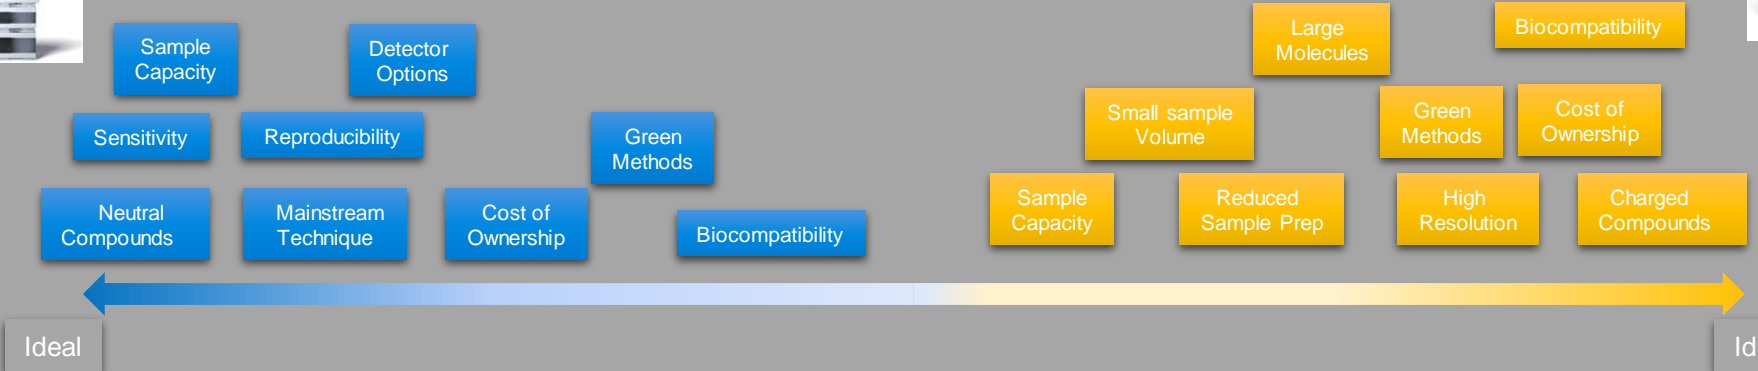 Sample
Capacity
Detector
Options
Sensitivity
Reproducibility
Green
Methods
Neutral
Compounds
Mainstream
Technique
Cost of
Ownership
Biocompatibility
Large
Molecules
Biocompatibility
Small sample
Volume
Green
Methods
Cost of
Ownership
Sample
Capacity
Reduced
Sample Prep
High
Resolution
Charged
Compounds
Ideal
Id